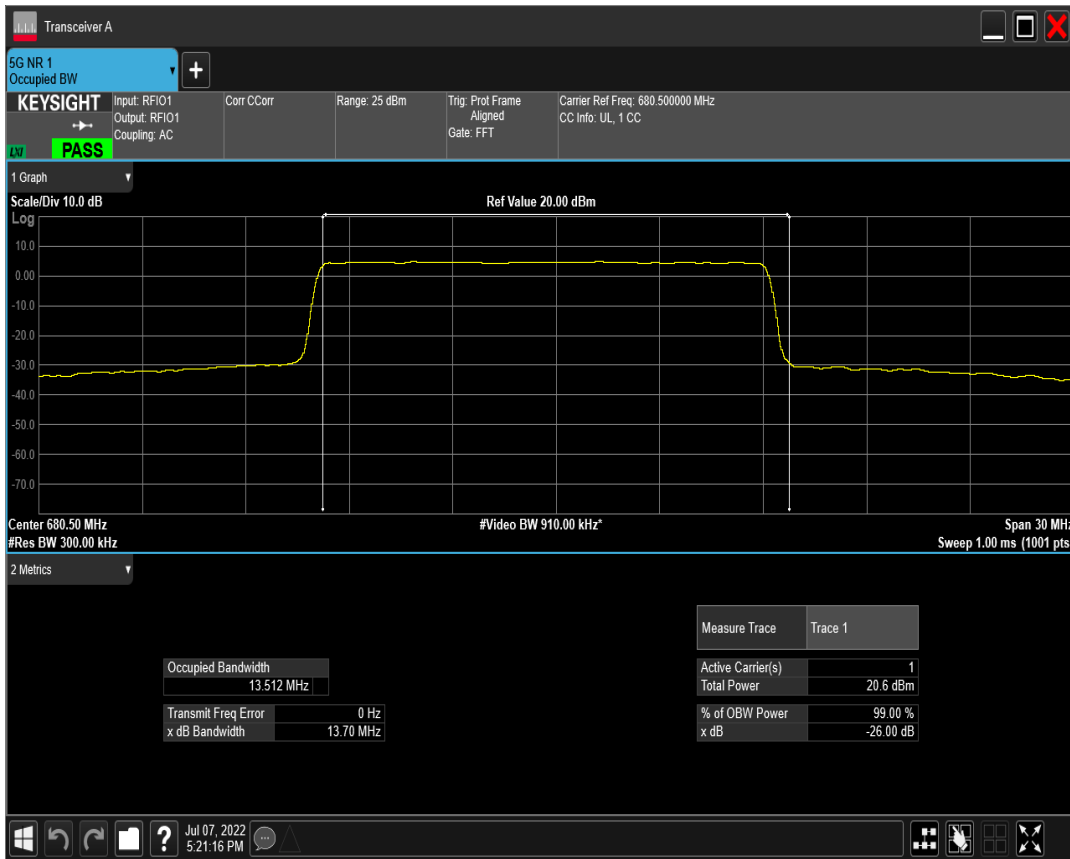 Transceiver A
5G NR 1
Occupied BW
KEYSIGHT
LXI
PASS
Input: RFIO1
Output: RFIO1
Coupling: AC
Corr CCorr
Range: 25 dBm
Trig: Prot Frame
Aligned
Gate: FFT
Carrier Ref Freq: 680.500000 MHz
CC Info: UL, 1 CC
1 Graph
Scale/Div 10.0 dB
Ref Value 20.00 dBm
Log
10.0
0.00
-10.0
-20.0
-30.0
-40.0
-50.0
-60.0
-70.0
Center 680.50 MHz
#Video BW 910.00 kHz*
Span 30 MHz
#Res BW 300.00 kHz
Sweep 1.00 ms (1001 pts
2 Metrics
Measure Trace Trace 1
Occupied Bandwidth
13.512 MHz
Active Carrier(s) 1
Total Power 20.6 dBm
Transmit Freq Error 0 Hz
x dB Bandwidth 13.70 MHz
% of OBW Power 99.00 %
x dB -26.00 dB
?
Jul 07, 2022
5:21:16 PM